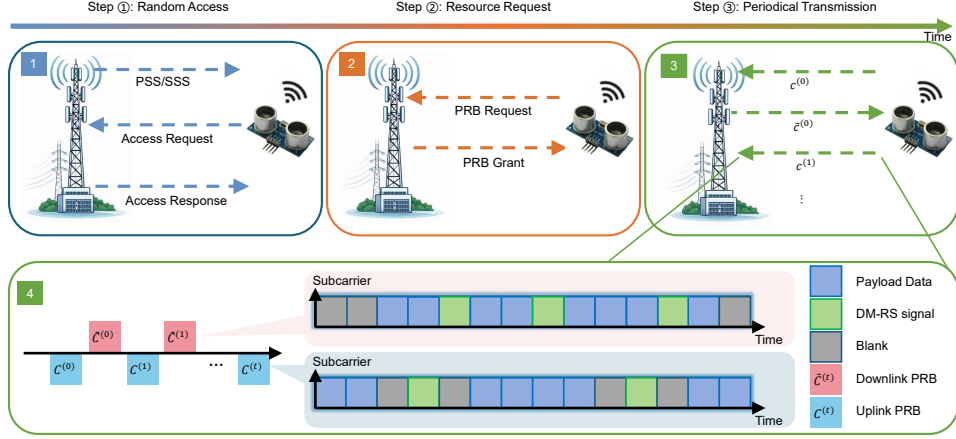 Step ①: Random Access
Step ②: Resource Request
Step ③: Periodical Transmission
Time
1
PSS/SSS
Access Request
Access Response
2
PRB Request
PRB Grant
3
c^(0)
c̃^(0)
c^(1)
⋮
4
C̃^(0)
C̃^(1)
C^(0)
C^(1)
...
C^(t)
Subcarrier
Time
Subcarrier
Time
Payload Data
DM-RS signal
Blank
C̃^(t) Downlink PRB
C^(t) Uplink PRB